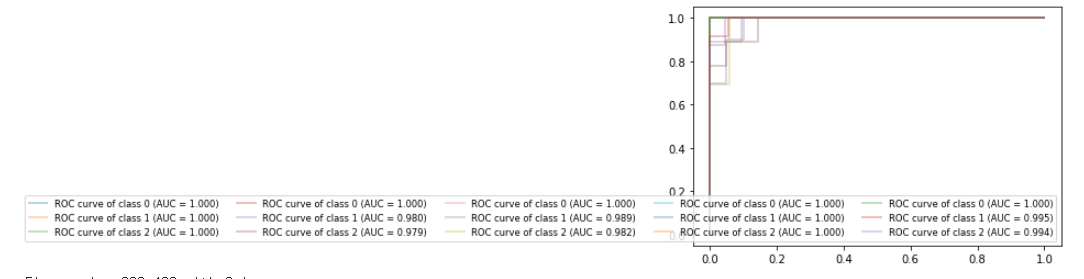 1.0
0.8
0.6
0.4
0.2
0.0
ROC curve of class 0 (AUC = 1.000) ROC curve of class 0 (AUC = 1.000) ROC curve of class 0 (AUC = 1.000) ROC curve of class 0 (AUC = 1.000) ROC curve of class 0 (AUC = 1.000)
ROC curve of class 1 (AUC = 1.000) ROC curve of class 1 (AUC = 0.980) ROC curve of class 1 (AUC = 0.989) ROC curve of class 1 (AUC = 1.000) ROC curve of class 1 (AUC = 0.995)
ROC curve of class 2 (AUC = 1.000) ROC curve of class 2 (AUC = 0.979) ROC curve of class 2 (AUC = 0.982) ROC curve of class 2 (AUC = 1.000) ROC curve of class 2 (AUC = 0.994)
0.0 0.2 0.4 0.6 0.8 1.0